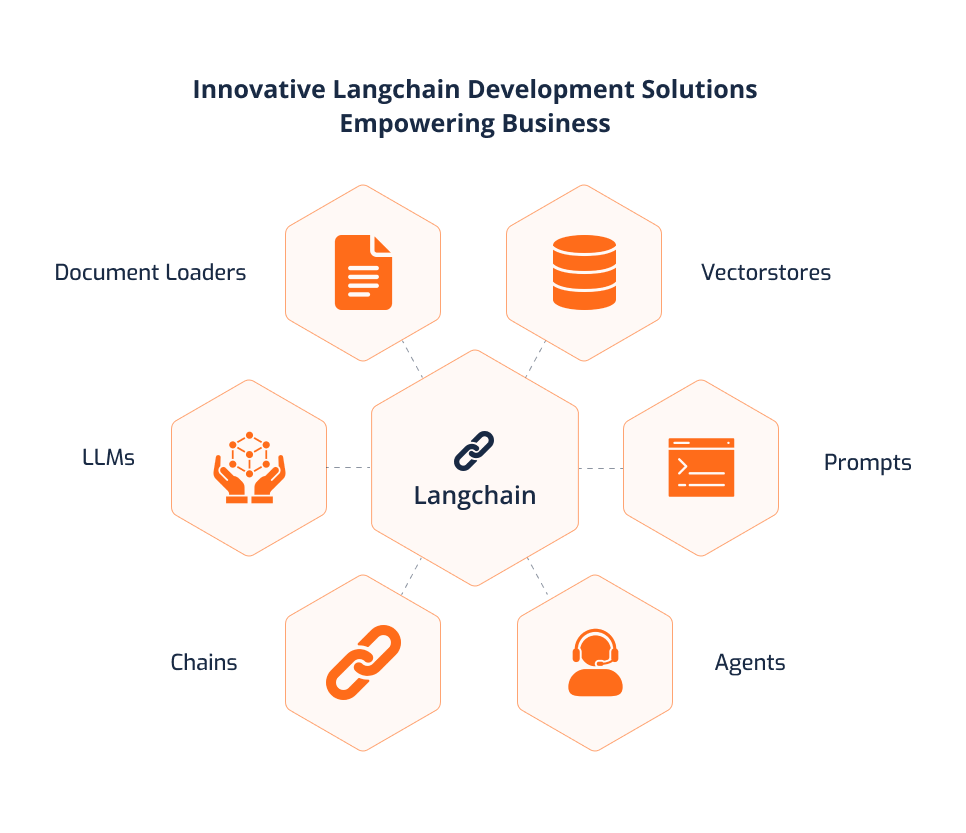 Innovative Langchain Development Solutions
Empowering Business
Document Loaders
Vectorstores
LLMs
Langchain
Prompts
Chains
Agents